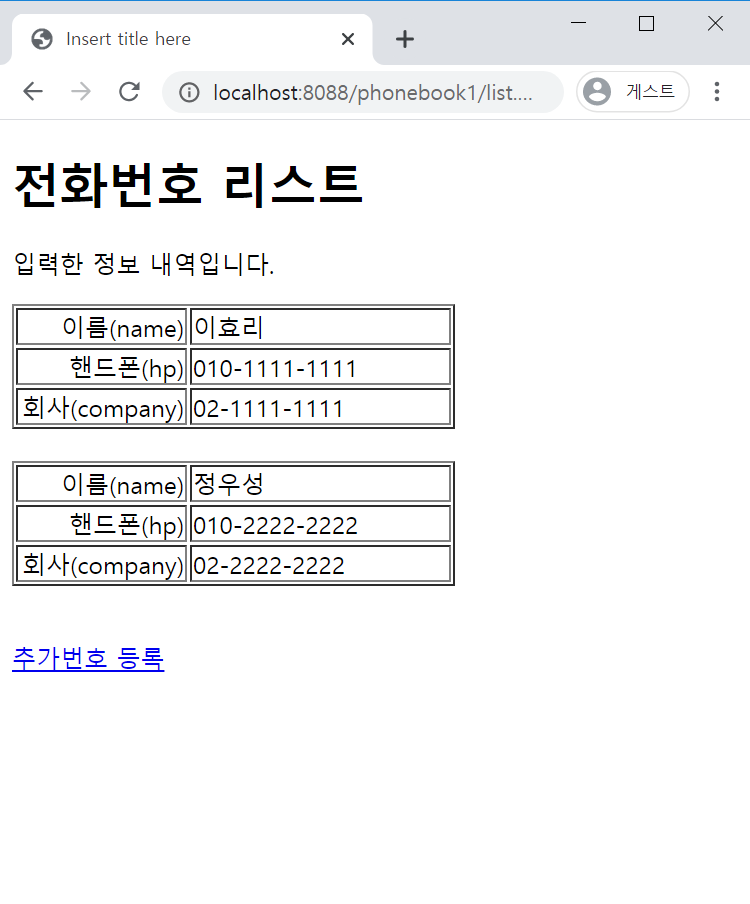 Insert title here
localhost:8088/phonebook1/list....
게스트
전화번호 리스트
입력한 정보 내역입니다.
이름(name) 이효리
핸드폰(hp) 010-1111-1111
회사(company) 02-1111-1111
이름(name) 정우성
핸드폰(hp) 010-2222-2222
회사(company) 02-2222-2222
추가번호 등록